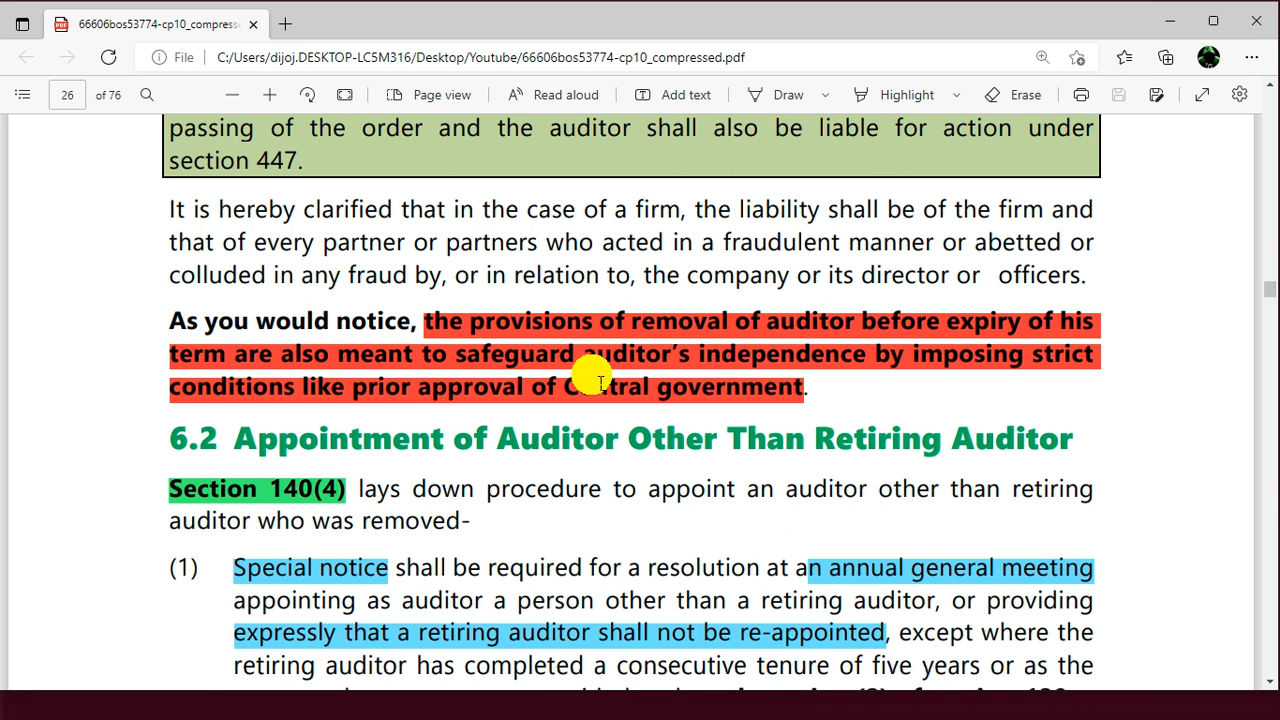 66606bos53774-cp10_compresse
File C:/Users/dijoj.DESKTOP-LC5M316/Desktop/Youtube/66606bos53774-cp10_compressed.pdf
26 of 76 Page view Read aloud Add text Draw Highlight Erase
passing of the order and the auditor shall also be liable for action under
section 447.
It is hereby clarified that in the case of a firm, the liability shall be of the firm and
that of every partner or partners who acted in a fraudulent manner or abetted or
colluded in any fraud by, or in relation to, the company or its director or officers.
As you would notice, the provisions of removal of auditor before expiry of his
term are also meant to safeguard auditor’s independence by imposing strict
conditions like prior approval of Central government.
6.2 Appointment of Auditor Other Than Retiring Auditor
Section 140(4) lays down procedure to appoint an auditor other than retiring
auditor who was removed-
(1) Special notice shall be required for a resolution at an annual general meeting
appointing as auditor a person other than a retiring auditor, or providing
expressly that a retiring auditor shall not be re-appointed, except where the
retiring auditor has completed a consecutive tenure of five years or as the